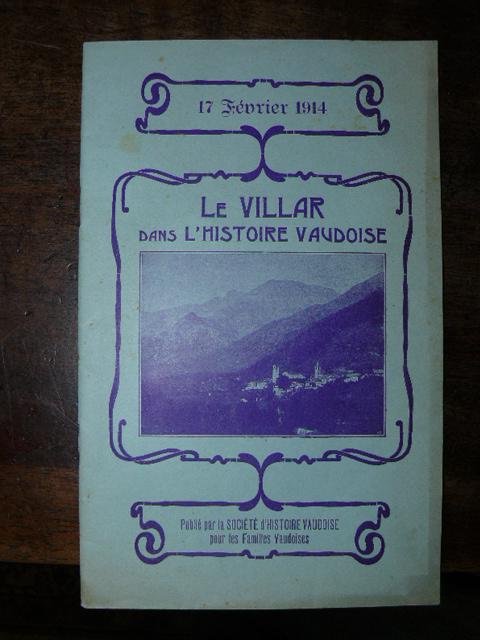 17 Février 1914
LE VILLAR
DANS L'HISTOIRE VAUDOISE
Publié par la SOCIÉTÉ d'HISTOIRE VAUDOISE
pour les Familles Vaudoises